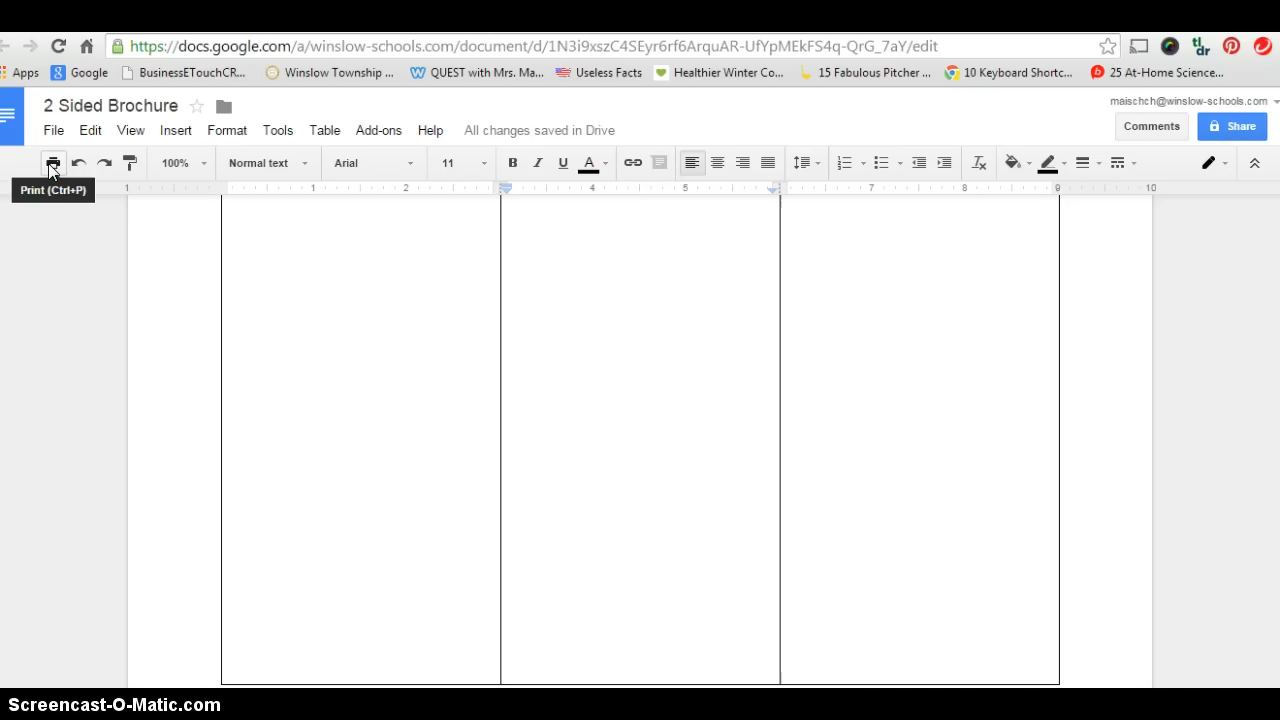 https://docs.google.com/a/winslow-schools.com/document/d/1N3i9xszC4SEyr6rf6ArquAR-UfYpMEkFS4q-QrG_7aY/edit
Apps Google BusinessETouchCR... Winslow Township ... QUEST with Mrs. Ma... Useless Facts Healthier Winter Co... 15 Fabulous Pitcher ... 10 Keyboard Shortc... 25 At-Home Science...
2 Sided Brochure
maischch@winslow-schools.com
File Edit View Insert Format Tools Table Add-ons Help All changes saved in Drive
Comments Share
100% Normal text Arial 11 B I U A
Print (Ctrl+P)
1 1 2 4 5 7 8 9 10
Screencast-O-Matic.com